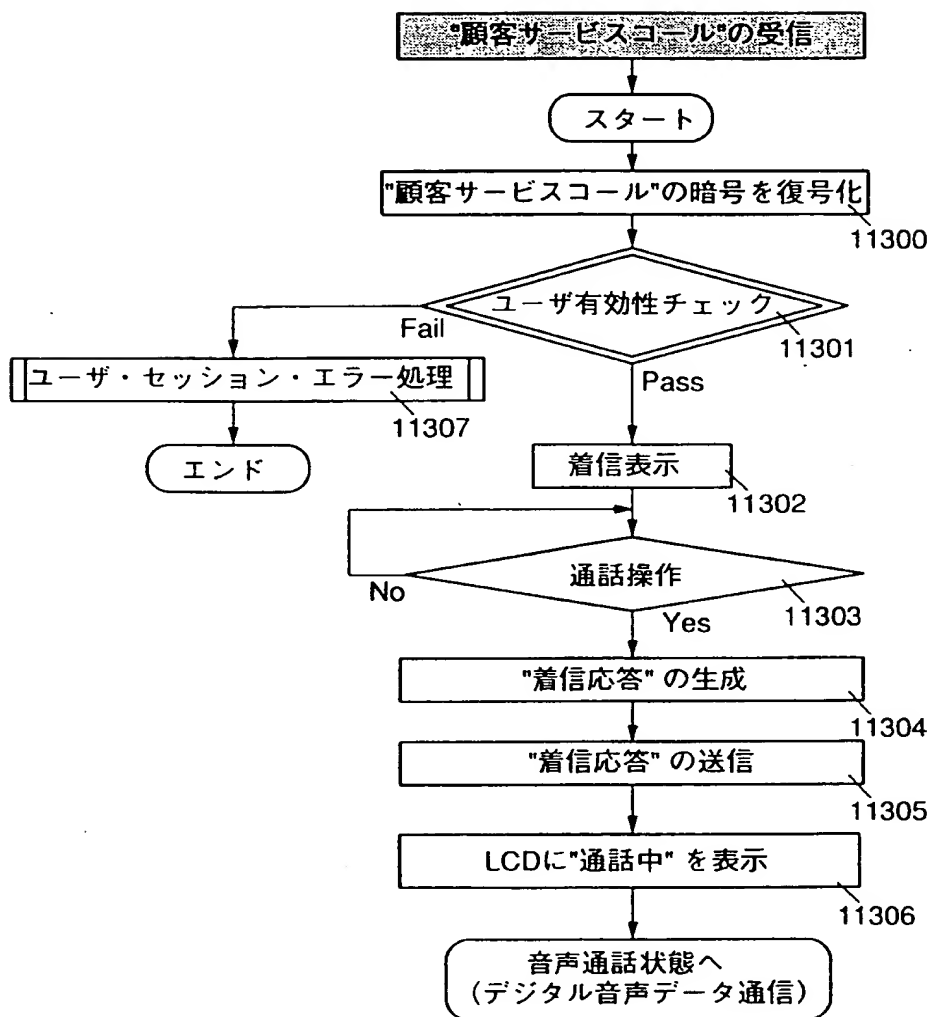 "顧客サービスコール"の受信
スタート
"顧客サービスコール"の暗号を復号化
11300
ユーザ有効性チェック
11301
Fail
Pass
ユーザ・セッション・エラー処理
11307
エンド
着信表示
11302
通話操作
11303
No
Yes
"着信応答" の生成
11304
"着信応答" の送信
11305
LCDに"通話中" を表示
11306
音声通話状態へ
(デジタル音声データ通信)